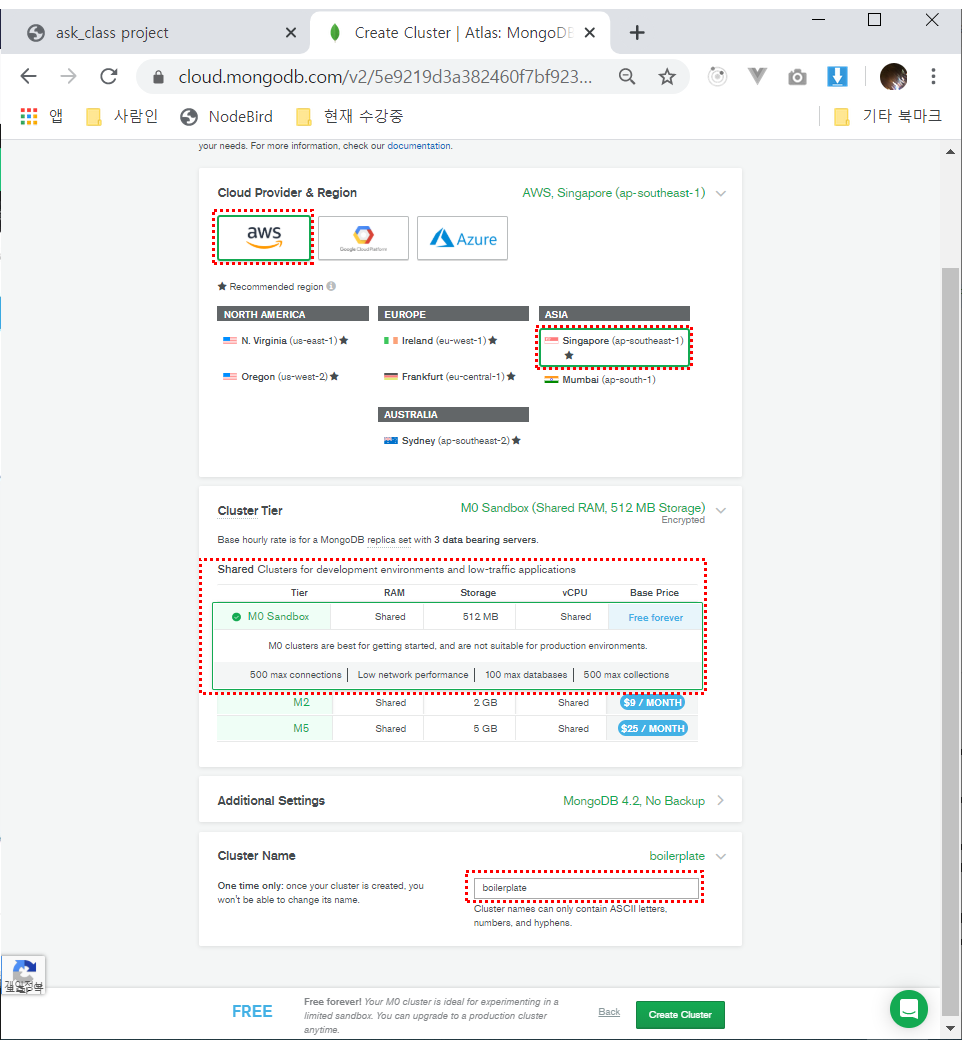 ask_class project
Create Cluster | Atlas: MongoDB
cloud.mongodb.com/v2/5e9219d3a382460f7bf923...
앱
사람인
NodeBird
현재 수강중
기타 북마크
your needs. For more information, check our documentation.
Cloud Provider & Region
AWS, Singapore (ap-southeast-1)
aws
Google Cloud Platform
Azure
Recommended region
NORTH AMERICA
N. Virginia (us-east-1)
Oregon (us-west-2)
EUROPE
Ireland (eu-west-1)
Frankfurt (eu-central-1)
AUSTRALIA
Sydney (ap-southeast-2)
ASIA
Singapore (ap-southeast-1)
Mumbai (ap-south-1)
Cluster Tier
M0 Sandbox (Shared RAM, 512 MB Storage)
Encrypted
Base hourly rate is for a MongoDB replica set with 3 data bearing servers.
Shared Clusters for development environments and low-traffic applications
Tier RAM Storage vCPU Base Price
M0 Sandbox Shared 512 MB Shared Free forever
M0 clusters are best for getting started, and are not suitable for production environments.
500 max connections Low network performance 100 max databases 500 max collections
M2 Shared 2 GB Shared $9 / MONTH
M5 Shared 5 GB Shared $25 / MONTH
Additional Settings
MongoDB 4.2, No Backup
Cluster Name
boilerplate
One time only: once your cluster is created, you
won't be able to change its name.
boilerplate
Cluster names can only contain ASCII letters,
numbers, and hyphens.
FREE
Free forever! Your M0 cluster is ideal for experimenting in a
limited sandbox. You can upgrade to a production cluster
anytime.
Back
Create Cluster